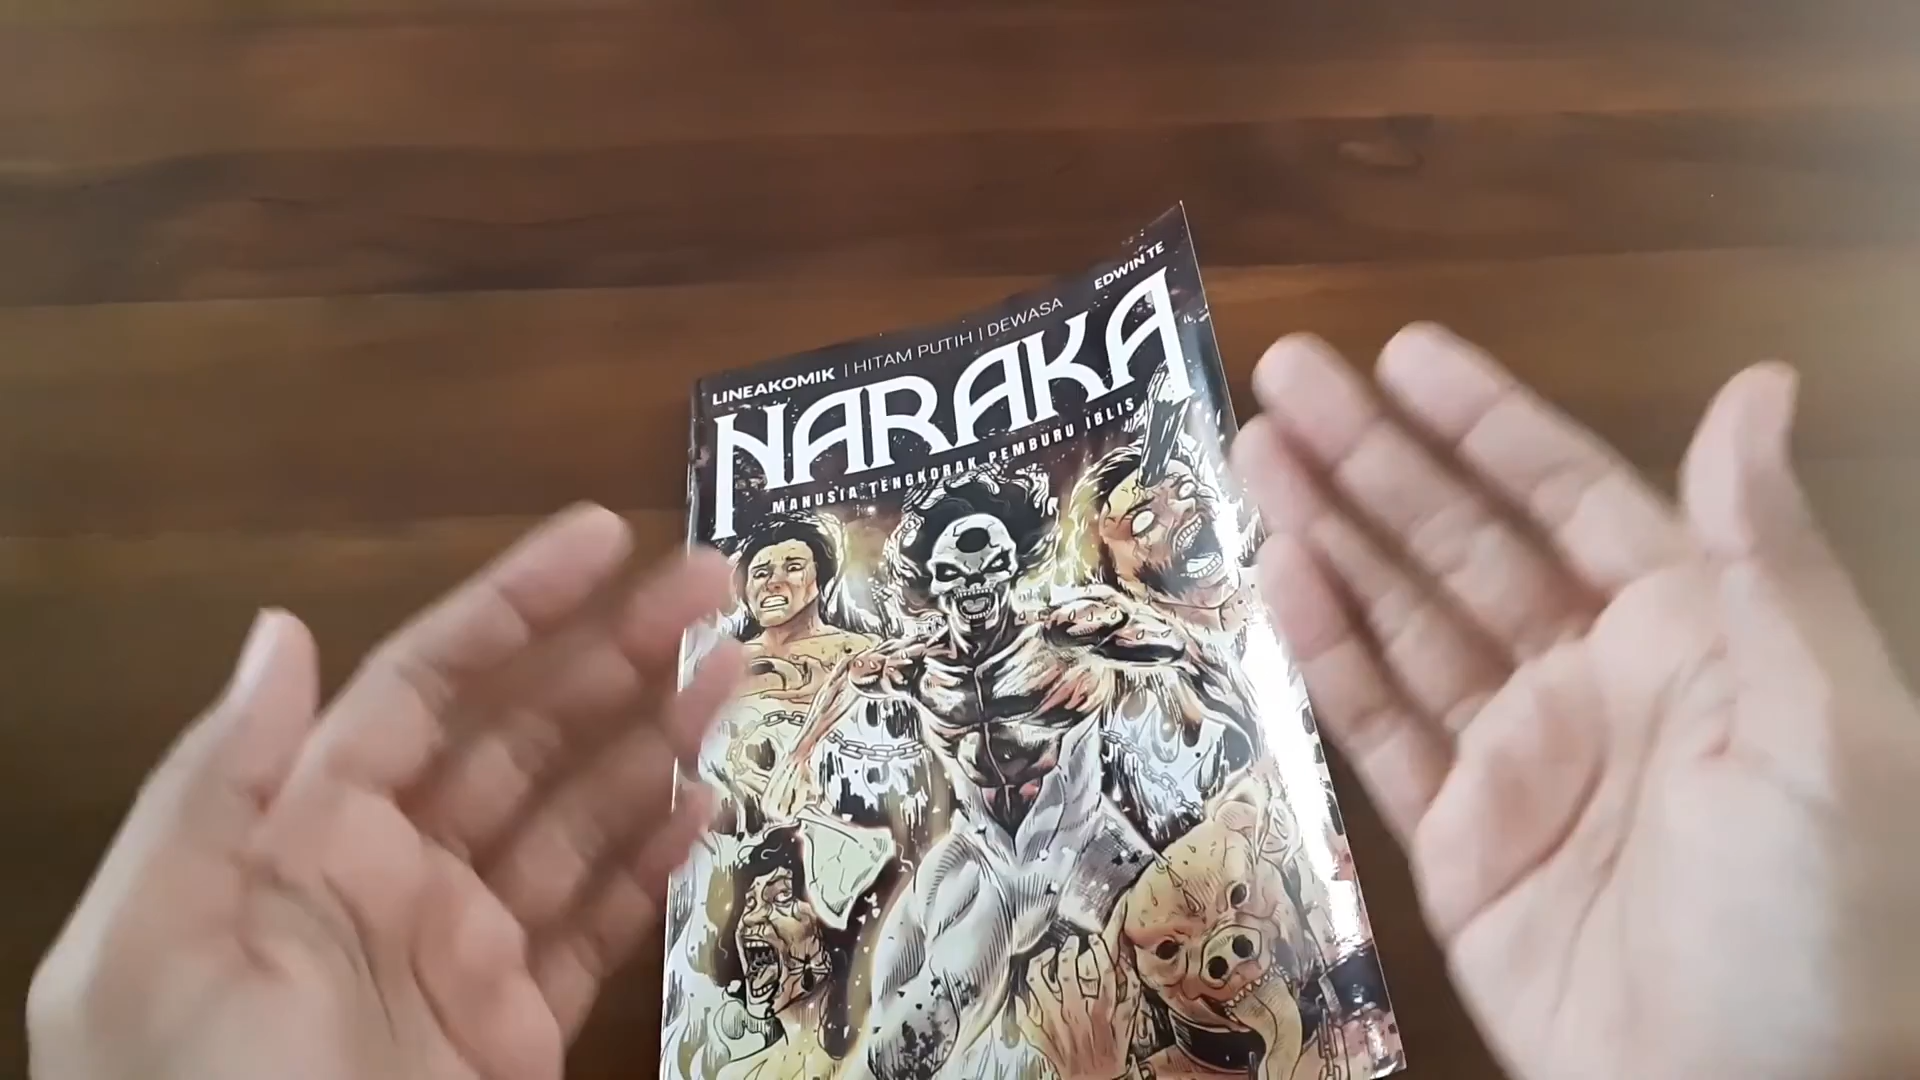 LINEAKOMIK | HITAM PUTIH | DEWASA
EDWIN TE
NARAKA
MANUSIA TENGKORAK PEMBURU IBLIS